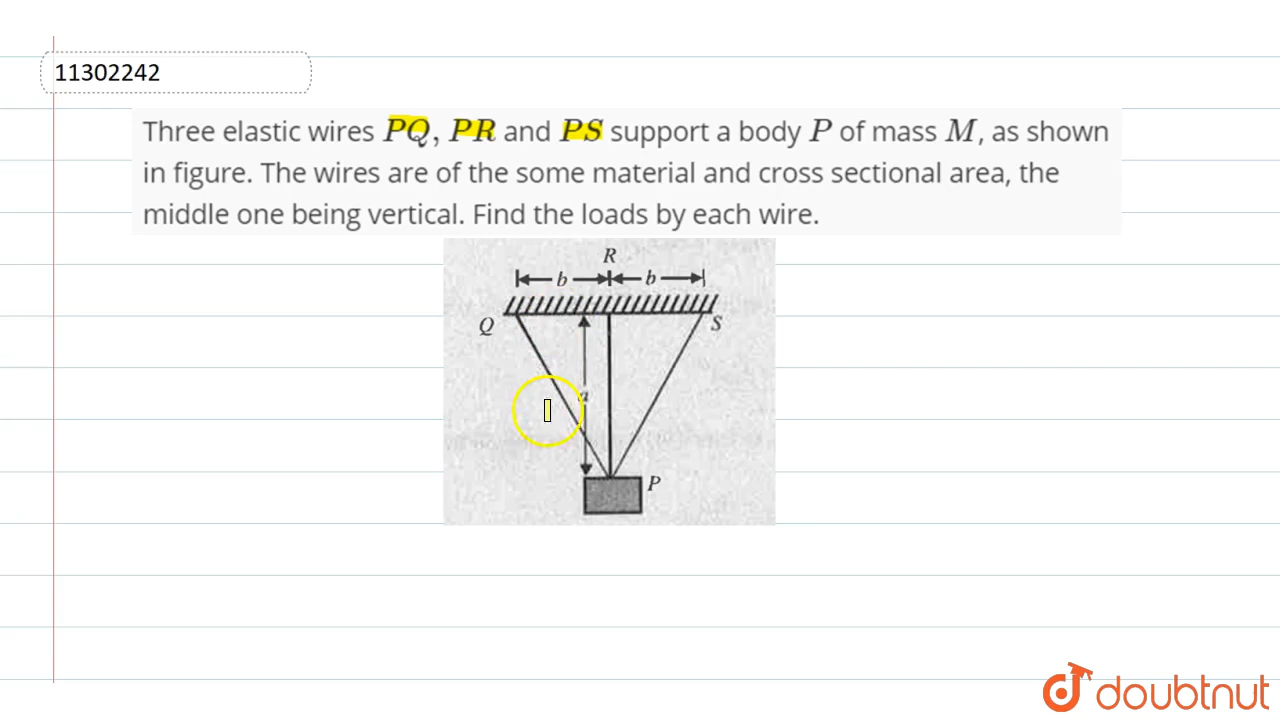 11302242
Three elastic wires PQ, PR and PS support a body P of mass M, as shown
in figure. The wires are of the some material and cross sectional area, the
middle one being vertical. Find the loads by each wire.
R
b b
Q S
a
P
doubtnut